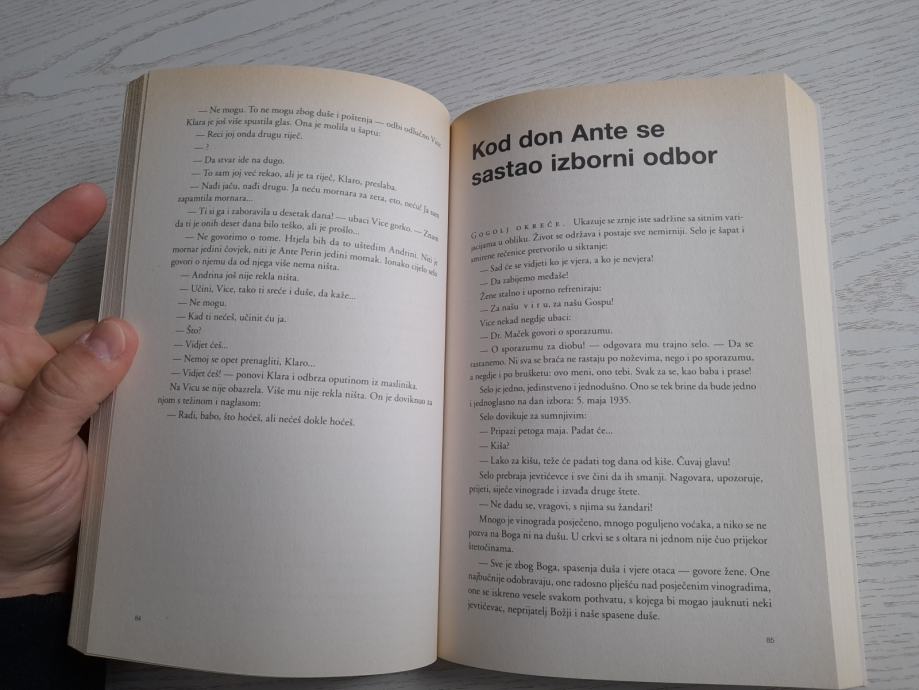 — Ne mogu. To ne mogu zbog duše i poštenja — odbi odlučno Vice.
Klara je još više spustila glas. Ona je molila u šaptu:
— Reci joj onda drugu riječ.
— ?
— Da stvar ide na dugo.
— To sam joj već rekao, ali je ta riječ, Klaro, preslaba.
— Nađi jaču, nađi drugu. Ja neću mornara za zeta, eto, neću! Ja sam
zapamtila mornara...
— Ti si ga i zaboravila u desetak dana! — ubaci Vice gorko. — Znam
da ti je onih deset dana bilo teško, ali je prošlo...
— Ne govorimo o tome. Htjela bih da to uštedim Andrini. Niti je
mornar jedini čovjek, niti je Ante Perin jedini momak. Ionako cijelo selo
govori o njemu da od njega više nema ništa.
— Andrina još nije rekla ništa.
— Učini, Vice, tako ti sreće i duše, da kaže...
— Ne mogu.
— Kad ti nećeš, učinit ću ja.
— Što?
— Vidjet ćeš...
— Nemoj se opet prenagliti, Klaro...
— Vidjet ćeš! — ponovi Klara i odbrza oputinom iz maslinika.
Na Vicu se nije obazrela. Više mu nije rekla ništa. On je doviknuo za
njom s težinom i naglasom:
— Radi, babo, što hoćeš, ali nećeš dokle hoćeš.
84
Kod don Ante se
sastao izborni odbor
Gogolj okreće. Ukazuje se zrnje iste sadržine sa sitnim vari-
jacijama u obliku. Život se održava i postaje sve nemirniji. Selo je šapat i
smirene rečenice pretvorilo u siktanje:
— Sad će se vidjeti ko je vjera, a ko je nevjera!
— Da zabijemo međaše!
Žene stalno i uporno refreniraju:
— Za našu viru, za našu Gospu!
Vice nekad negdje ubaci:
— Dr. Maček govori o sporazumu.
— O sporazumu za diobu! — odgovara mu trajno selo. — Da se
rastanemo. Ni sva se braća ne rastaju po noževima, nego i po sporazumu,
a negdje i po brušketu: ovo meni, ono tebi. Svak za se, kao baba i prase!
Selo je jedno, jedinstveno i jednodušno. Ono se tek brine da bude jedno
i jednoglasno na dan izbora: 5. maja 1935.
Selo dovikuje za sumnjivim:
— Pripazi petoga maja. Padat će...
— Kiša?
— Lako za kišu, teže će padati tog dana od kiše. Čuvaj glavu!
Selo prebraja jevtićevce i sve čini da ih smanji. Nagovara, upozoruje,
prijeti, siječe vinograde i izvađa druge štete.
— Ne dadu se, vragovi, s njima su žandari!
Mnogo je vinograda posječeno, mnogo poguljeno voćaka, a niko se ne
poziva na Boga ni na dušu. U crkvi se s oltara ni jednom nije čuo prijekor
štetočinama.
— Sve je zbog Boga, spasenja duša i vjere otaca — govore žene. One
najbučnije odobravaju, one radosno plješću nad posječenim vinogradima,
one se iskreno vesele svakom pothvatu, s kojega bi mogao jauknuti neki
jevtićevac, neprijatelj Božji i naše spasene duše.
85